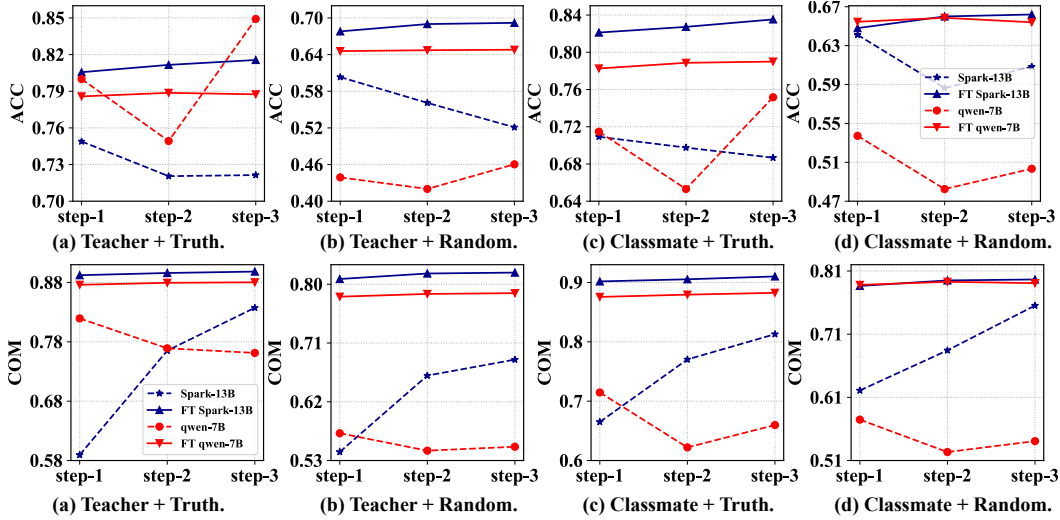 0.85
0.82
0.79
0.76
0.73
0.70
ACC
step-1 step-2 step-3
(a) Teacher + Truth.
0.70
0.64
0.58
0.52
0.46
0.40
ACC
step-1 step-2 step-3
(b) Teacher + Random.
0.84
0.80
0.76
0.72
0.68
0.64
ACC
step-1 step-2 step-3
(c) Classmate + Truth.
0.67
0.63
0.59
0.55
0.51
0.47
ACC
Spark-13B
FT Spark-13B
qwen-7B
FT qwen-7B
step-1 step-2 step-3
(d) Classmate + Random.
0.88
0.78
0.68
0.58
COM
Spark-13B
FT Spark-13B
qwen-7B
FT qwen-7B
step-1 step-2 step-3
(a) Teacher + Truth.
0.80
0.71
0.62
0.53
COM
step-1 step-2 step-3
(b) Teacher + Random.
0.9
0.8
0.7
0.6
COM
step-1 step-2 step-3
(c) Classmate + Truth.
0.81
0.71
0.61
0.51
COM
step-1 step-2 step-3
(d) Classmate + Random.